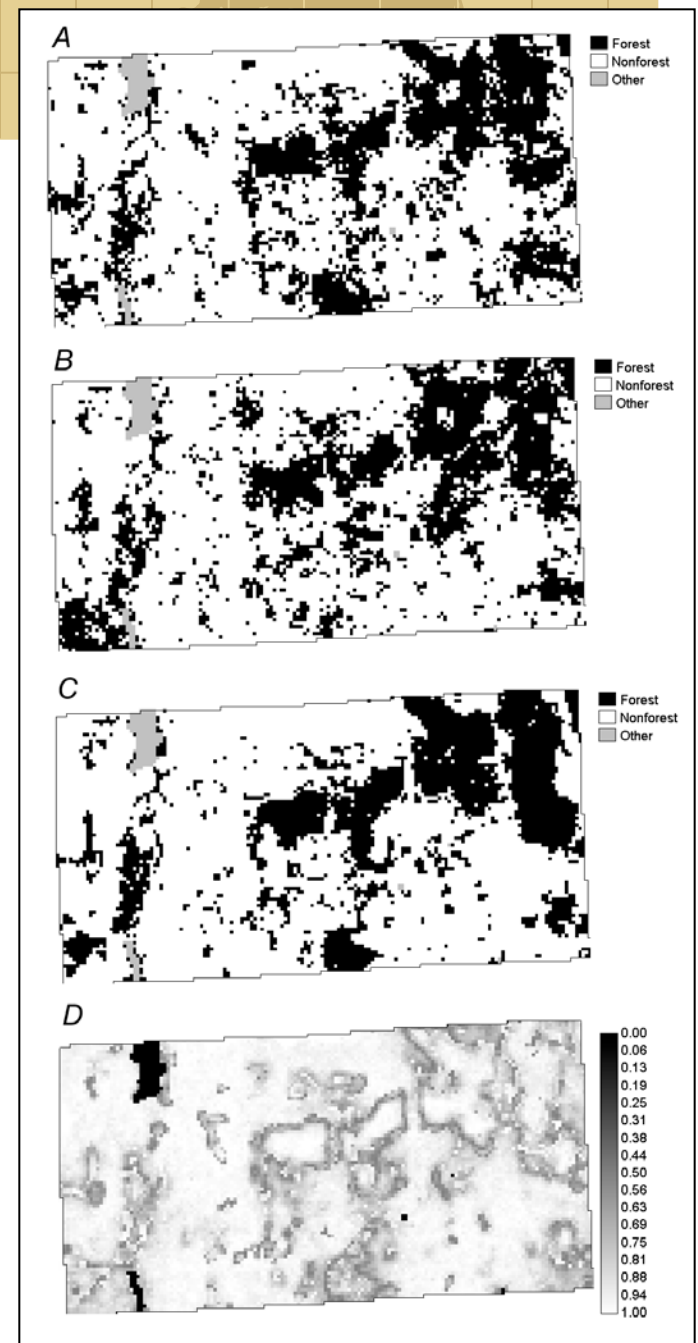 A
Forest
Nonforest
Other
B
Forest
Nonforest
Other
C
Forest
Nonforest
Other
D
0.00
0.06
0.13
0.19
0.25
0.31
0.38
0.44
0.50
0.56
0.63
0.69
0.75
0.81
0.88
0.94
1.00